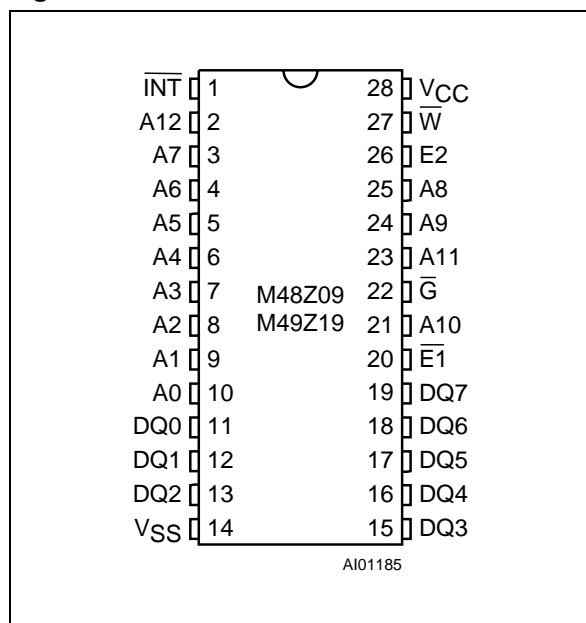 INT 1 28 VCC
A12 2 27 W
A7 3 26 E2
A6 4 25 A8
A5 5 24 A9
A4 6 23 A11
A3 7 M48Z09 22 G
A2 8 M49Z19 21 A10
A1 9 20 E1
A0 10 19 DQ7
DQ0 11 18 DQ6
DQ1 12 17 DQ5
DQ2 13 16 DQ4
VSS 14 15 DQ3
AI01185